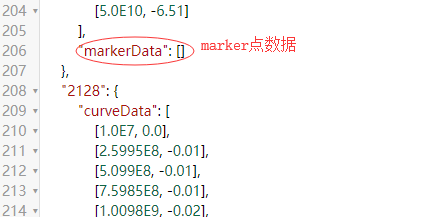 204 [5.0E10, -6.51]
205 ],
206 "markerData": [] marker点数据
207 },
208 "2128": {
209 "curveData": [
210 [1.0E7, 0.0],
211 [2.5995E8, -0.01],
212 [5.099E8, -0.01],
213 [7.5985E8, -0.01],
214 [1.0098E9, -0.02]